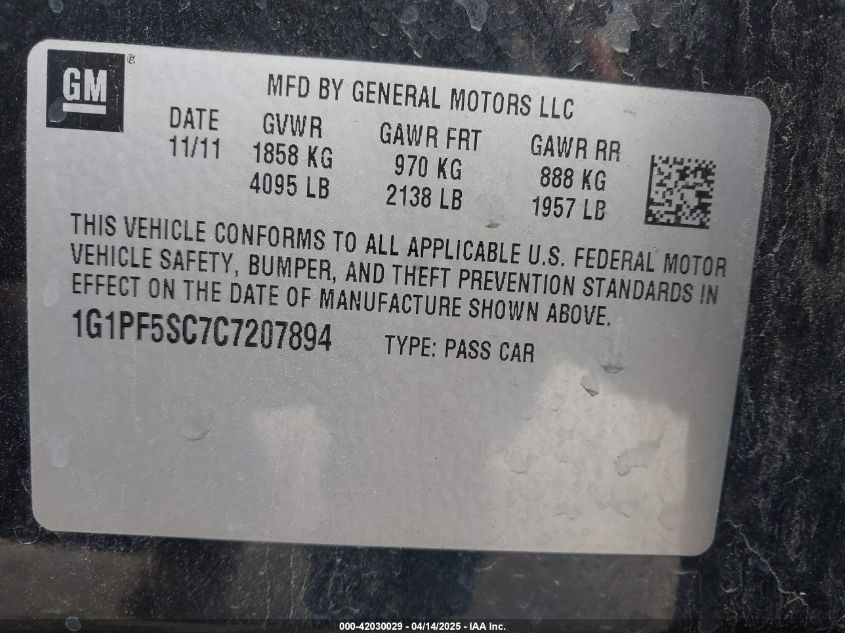 GM ®
MFD BY GENERAL MOTORS LLC
DATE GVWR GAWR FRT GAWR RR
11/11 1858 KG 970 KG 888 KG
4095 LB 2138 LB 1957 LB
THIS VEHICLE CONFORMS TO ALL APPLICABLE U.S. FEDERAL MOTOR
VEHICLE SAFETY, BUMPER, AND THEFT PREVENTION STANDARDS IN
EFFECT ON THE DATE OF MANUFACTURE SHOWN ABOVE.
1G1PF5SC7C7207894 TYPE: PASS CAR
000-42030029 - 04/14/2025 - IAA Inc.